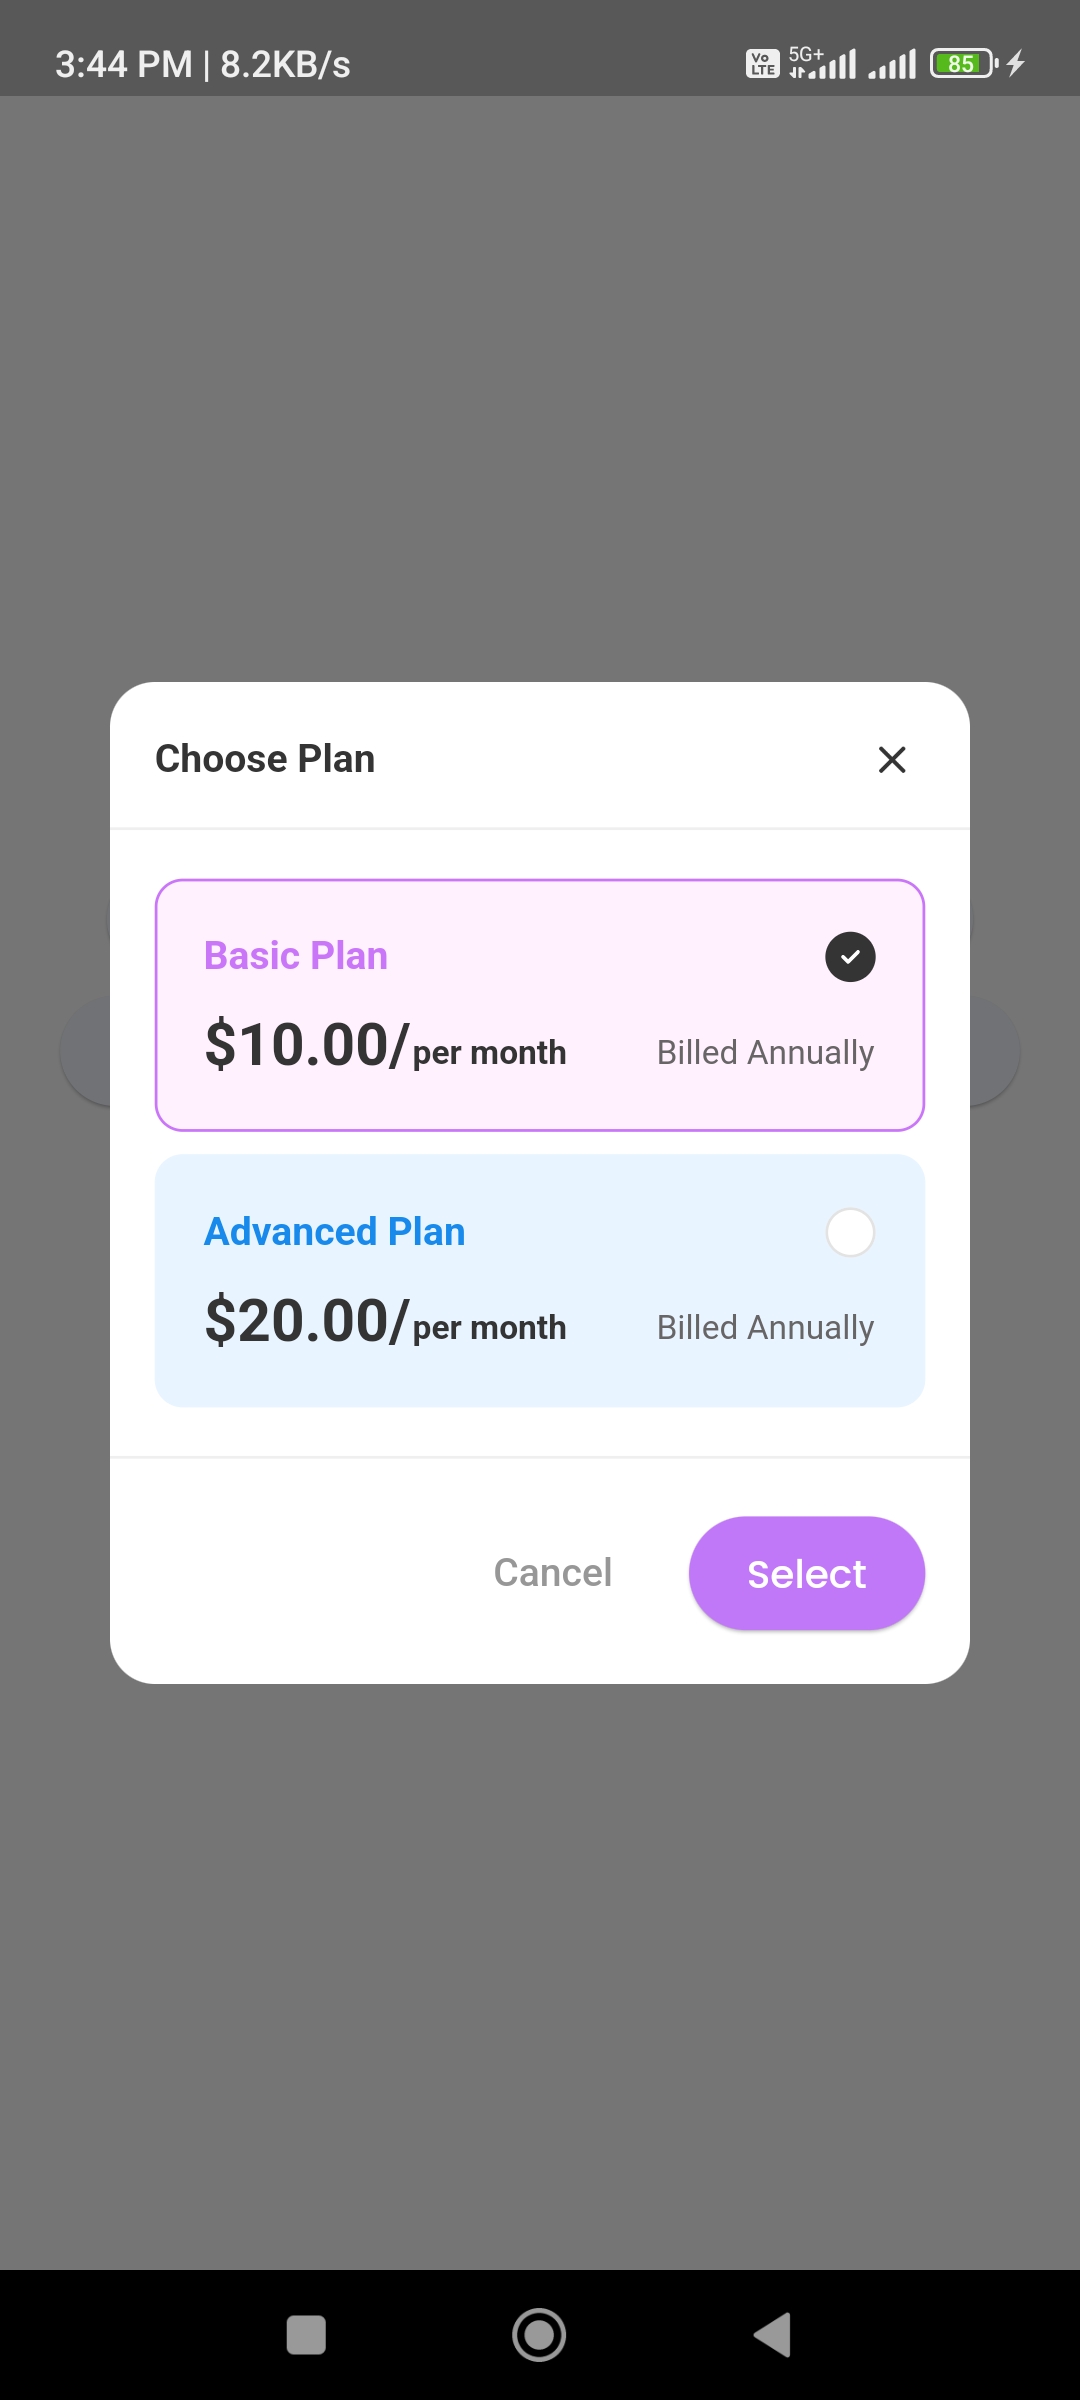 3:44 PM | 8.2KB/s Vo LTE 5G+ 85
Choose Plan
Basic Plan
$10.00/per month Billed Annually
Advanced Plan
$20.00/per month Billed Annually
Cancel Select